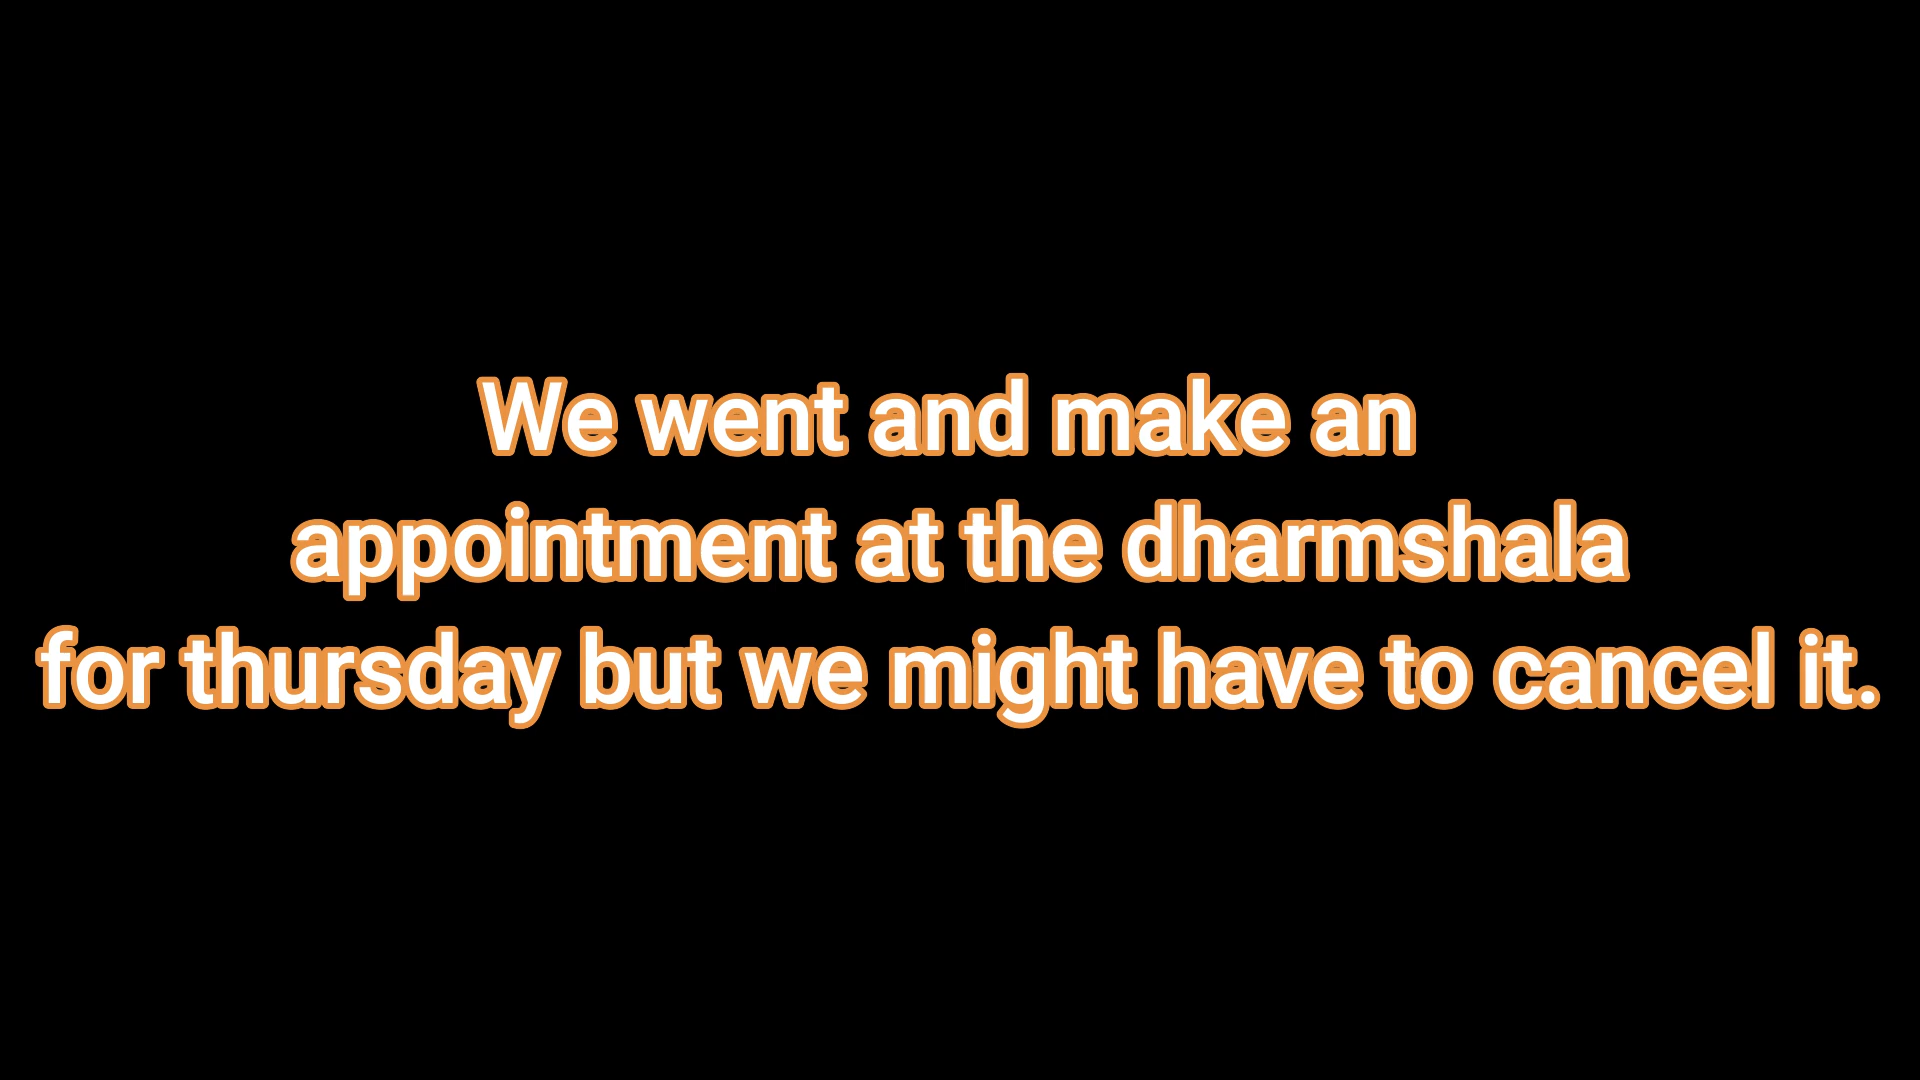 We went and make an
appointment at the dharmshala
for thursday but we might have to cancel it.